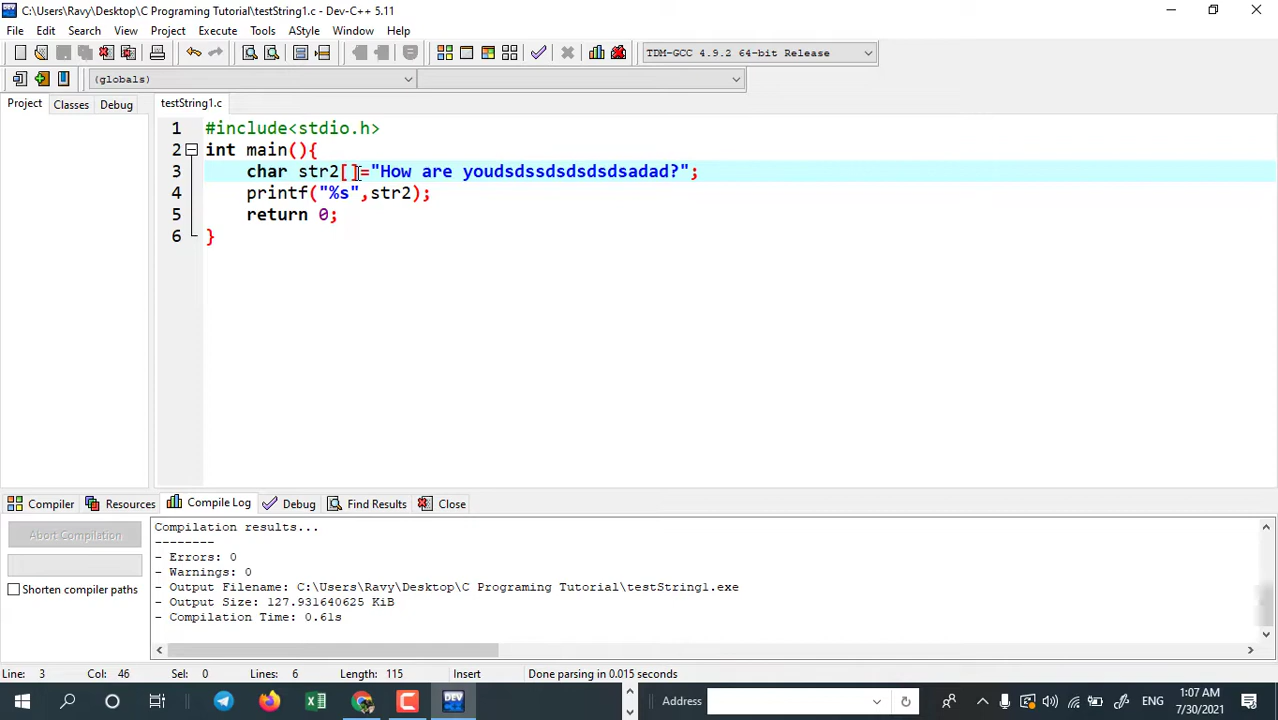 C:\Users\Ravy\Desktop\C Programing Tutorial\testString1.c - Dev-C++ 5.11
File Edit Search View Project Execute Tools AStyle Window Help
TDM-GCC 4.9.2 64-bit Release
(globals)
Project Classes Debug testString1.c
1 #include<stdio.h>
2 int main(){
3 char str2[]="How are youdsdssdsdsdsdsadad?";
4 printf("%s",str2);
5 return 0;
6 }
Compiler Resources Compile Log Debug Find Results Close
Abort Compilation
Shorten compiler paths
Compilation results...
--------
- Errors: 0
- Warnings: 0
- Output Filename: C:\Users\Ravy\Desktop\C Programing Tutorial\testString1.exe
- Output Size: 127.931640625 KiB
- Compilation Time: 0.61s
Line: 3 Col: 46 Sel: 0 Lines: 6 Length: 115 Insert Done parsing in 0.015 seconds
DEV
Address
ENG
1:07 AM
7/30/2021